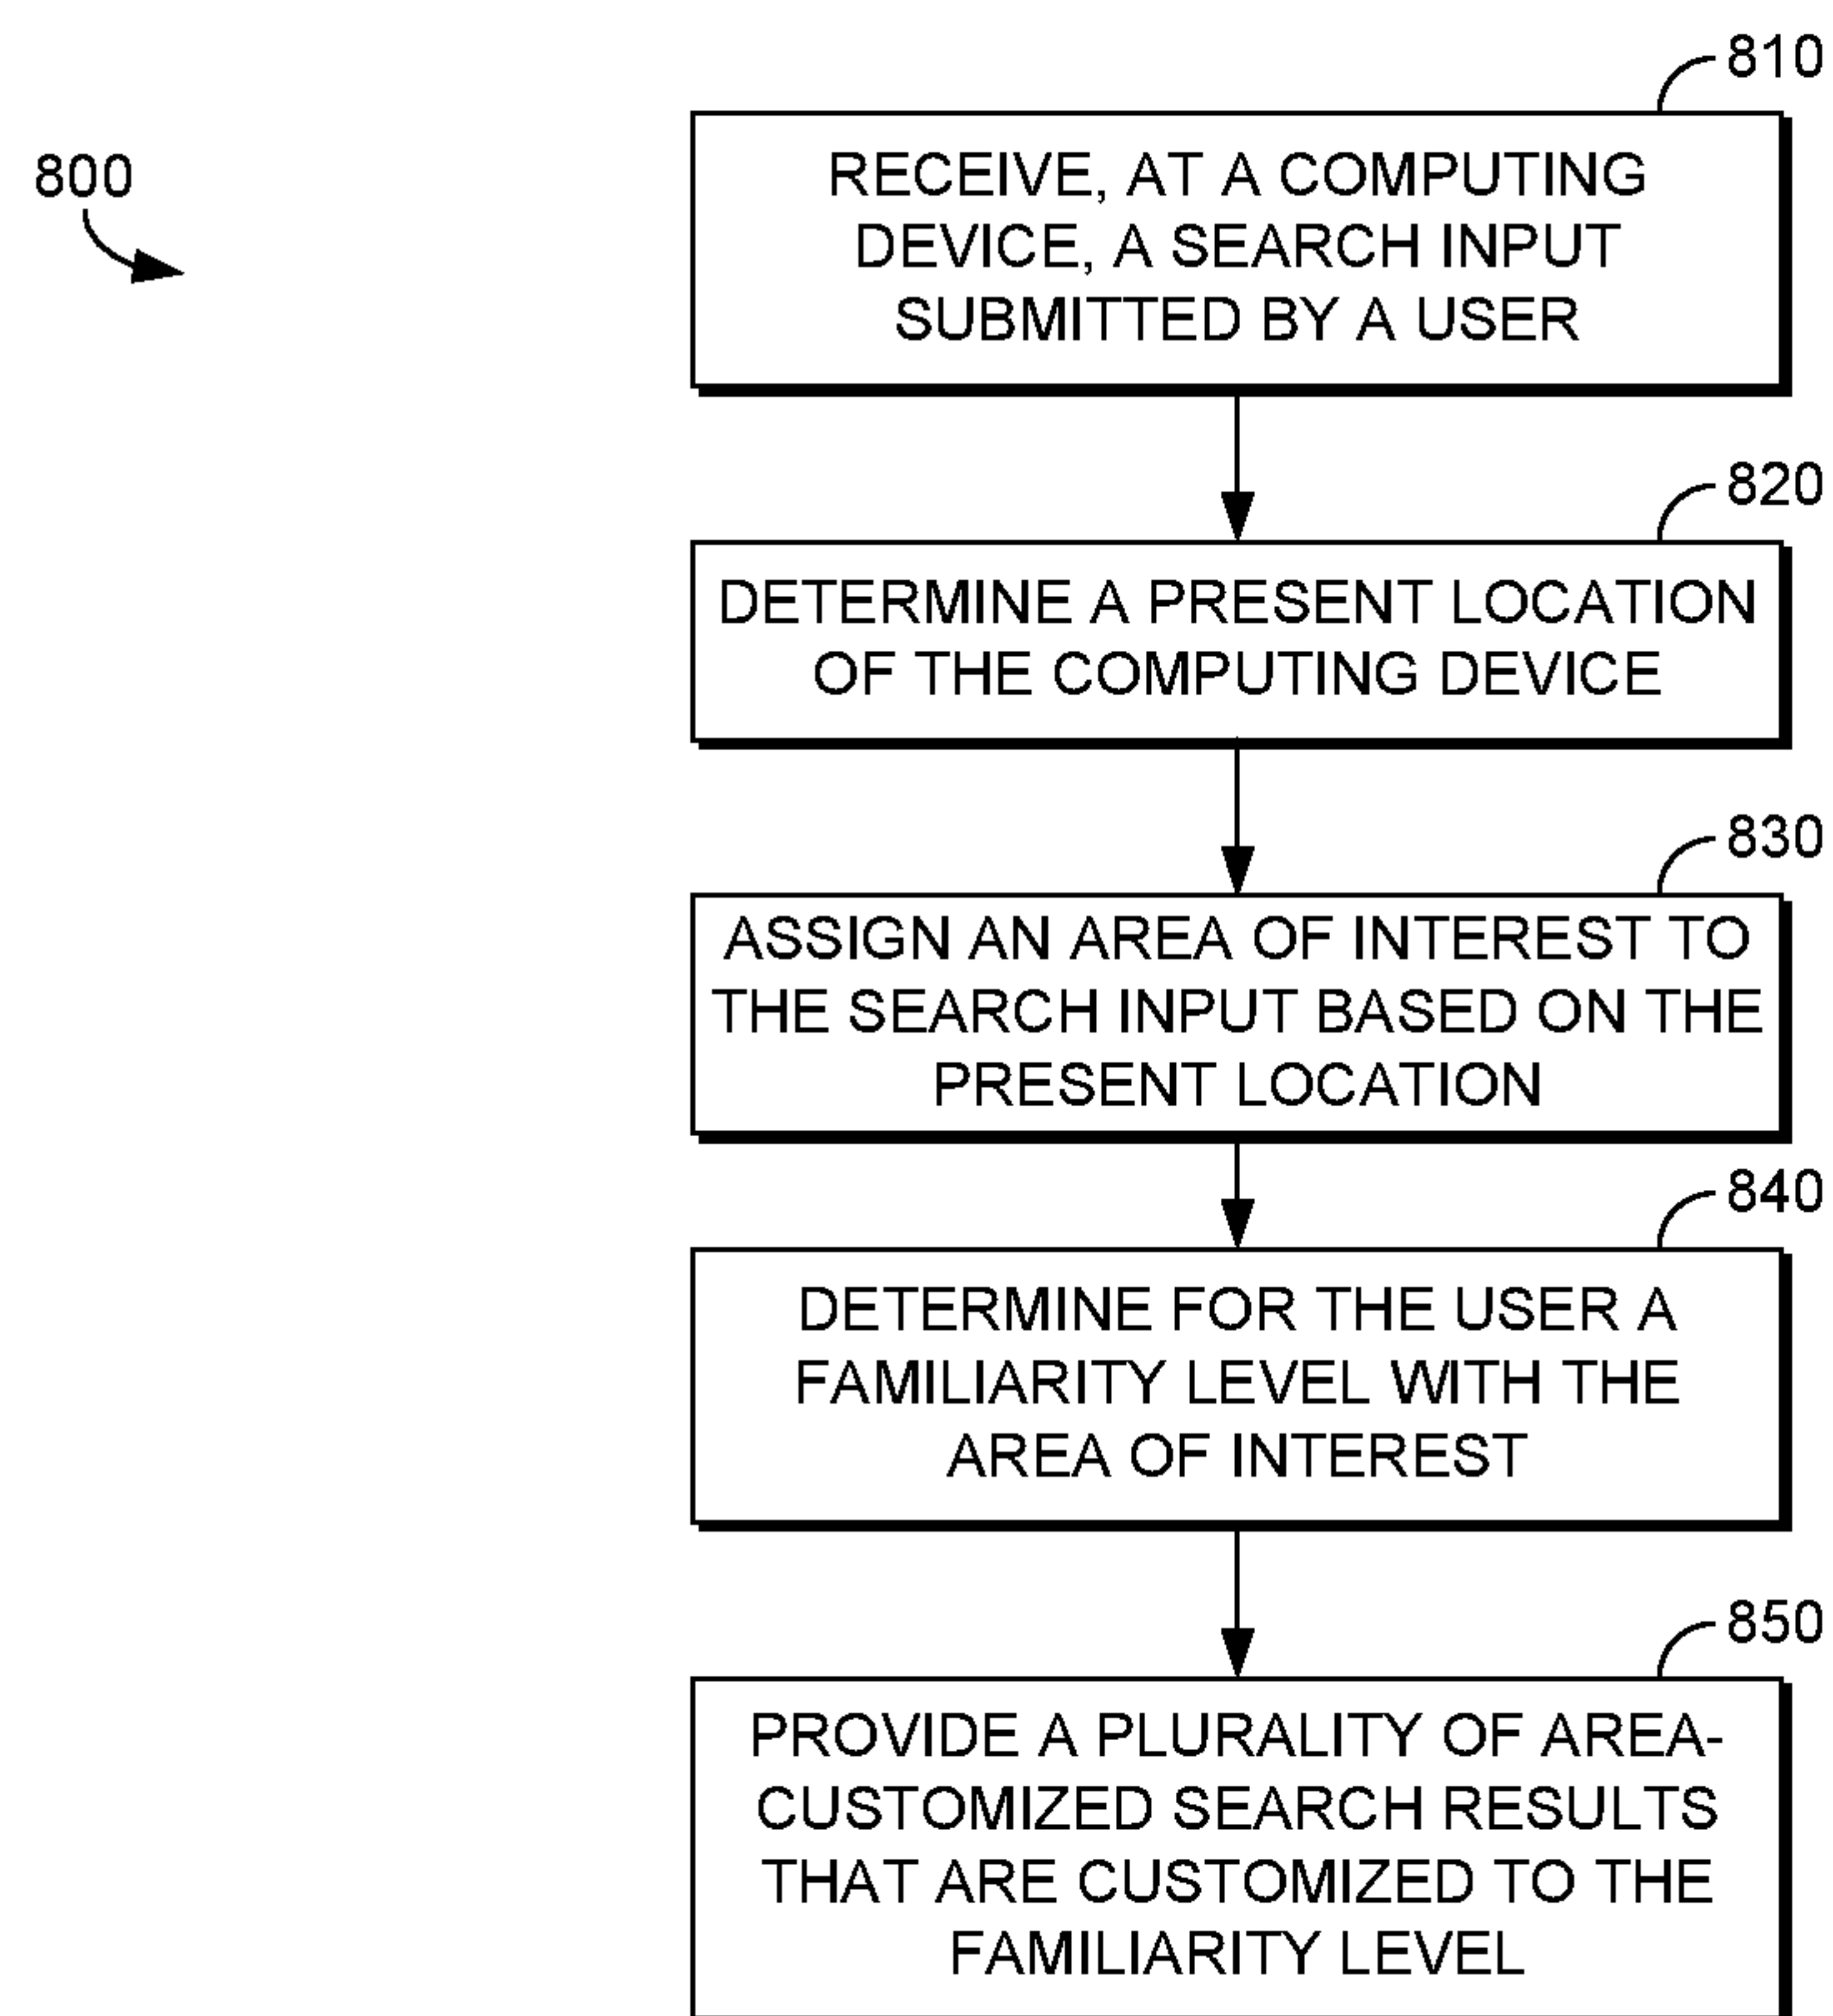 810
800
RECEIVE, AT A COMPUTING
DEVICE, A SEARCH INPUT
SUBMITTED BY A USER
820
DETERMINE A PRESENT LOCATION
OF THE COMPUTING DEVICE
830
ASSIGN AN AREA OF INTEREST TO
THE SEARCH INPUT BASED ON THE
PRESENT LOCATION
840
DETERMINE FOR THE USER A
FAMILIARITY LEVEL WITH THE
AREA OF INTEREST
850
PROVIDE A PLURALITY OF AREA-
CUSTOMIZED SEARCH RESULTS
THAT ARE CUSTOMIZED TO THE
FAMILIARITY LEVEL